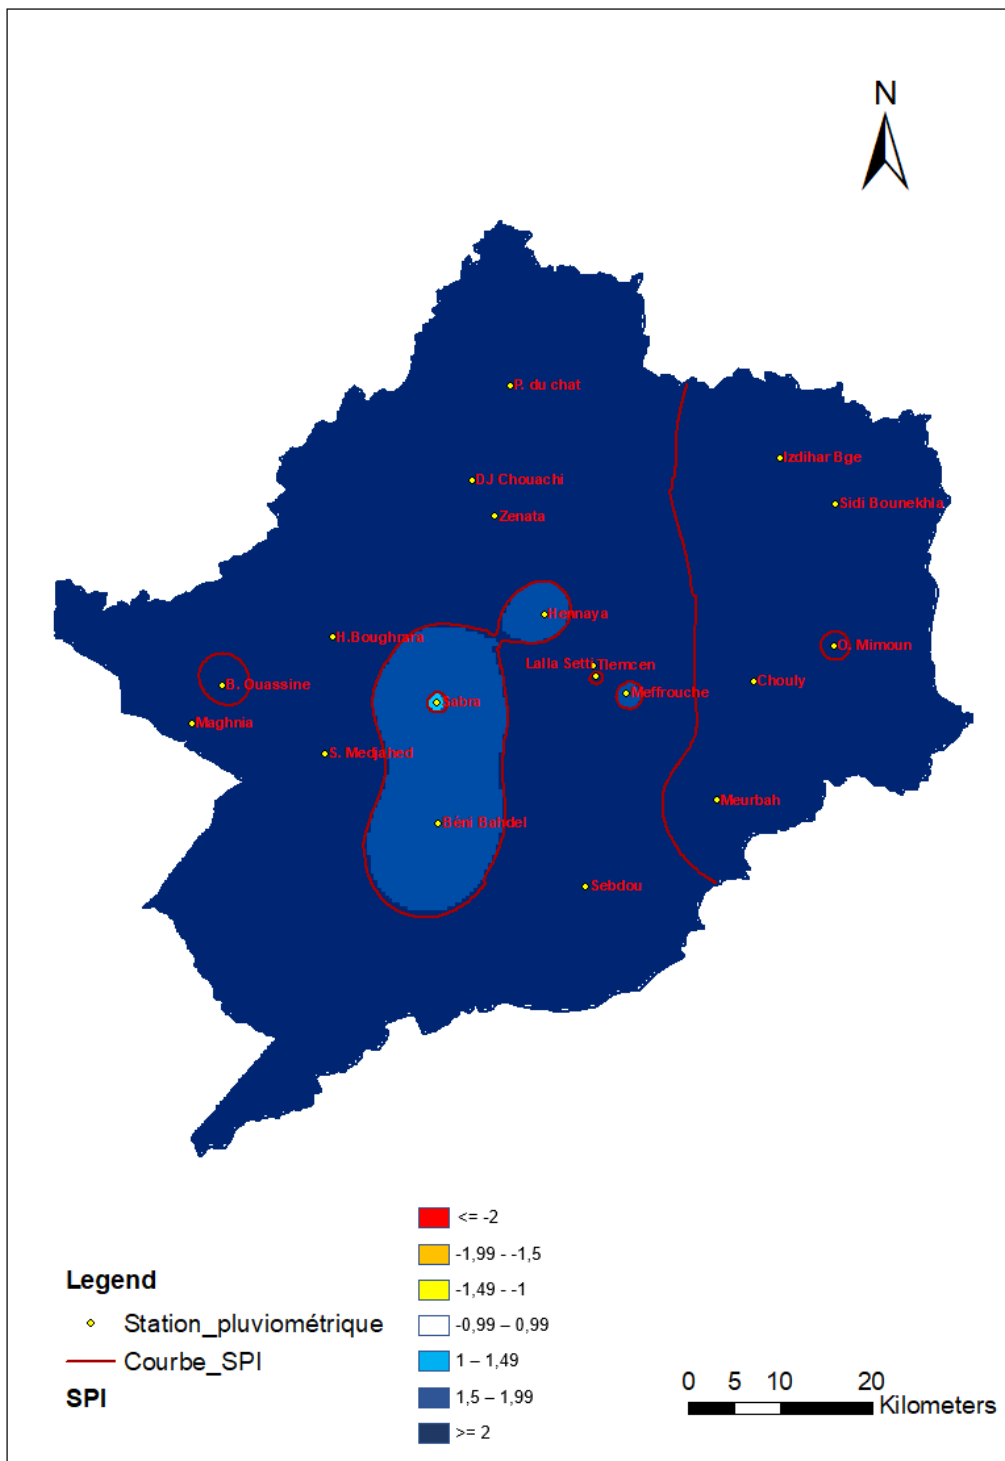 N
P. du chat
Izdihar Bge
DJ Chouachi
Sidi Bounekhla
Zenata
Hennaya
H.Boughrara
O. Mimoun
Lalla Setti
Tlemcen
B. Ouassine
Chouly
Meffrouche
Sabra
Maghnia
S. Medjahed
Meurbah
Béni Bahdel
Sebdou
<= -2
-1,99 - -1,5
Legend
-1,49 - -1
Station_pluviométrique
-0,99 – 0,99
Courbe_SPI
1 – 1,49
SPI
1,5 – 1,99
>= 2
0 5 10 20
Kilometers